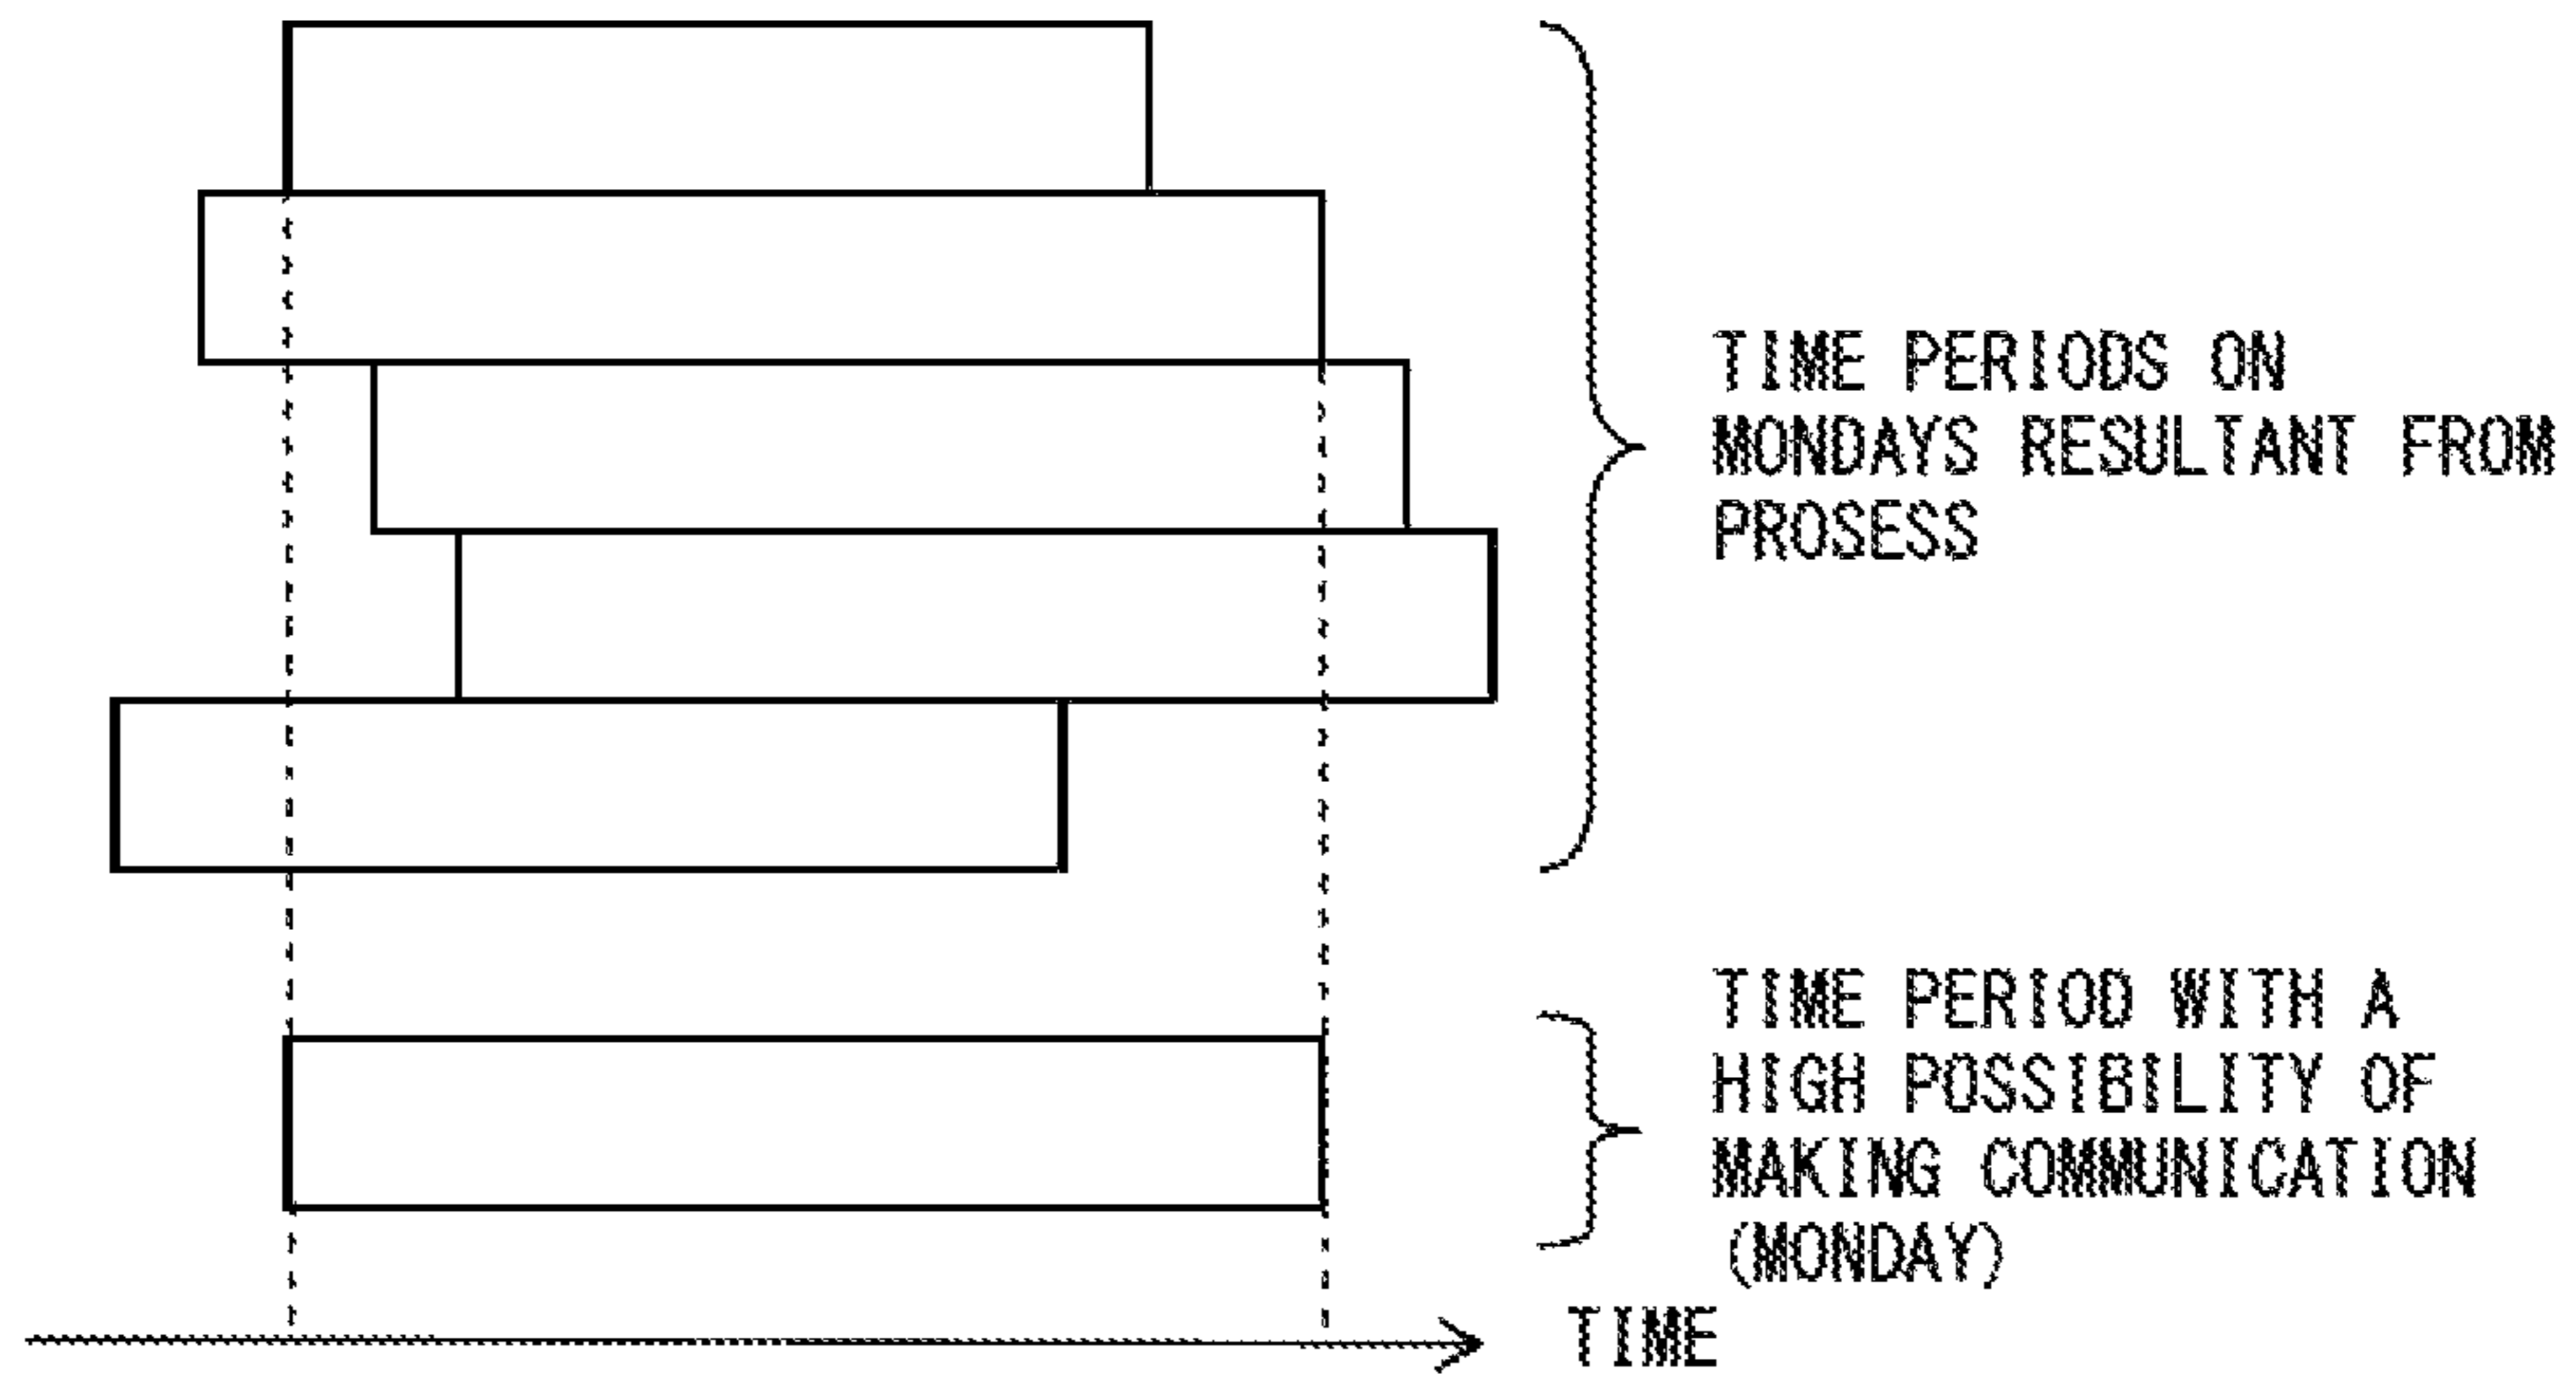 TIME PERIODS ON
MONDAYS RESULTANT FROM
PROSESS
TIME PERIOD WITH A
HIGH POSSIBILITY OF
MAKING COMMUNICATION
(MONDAY)
TIME